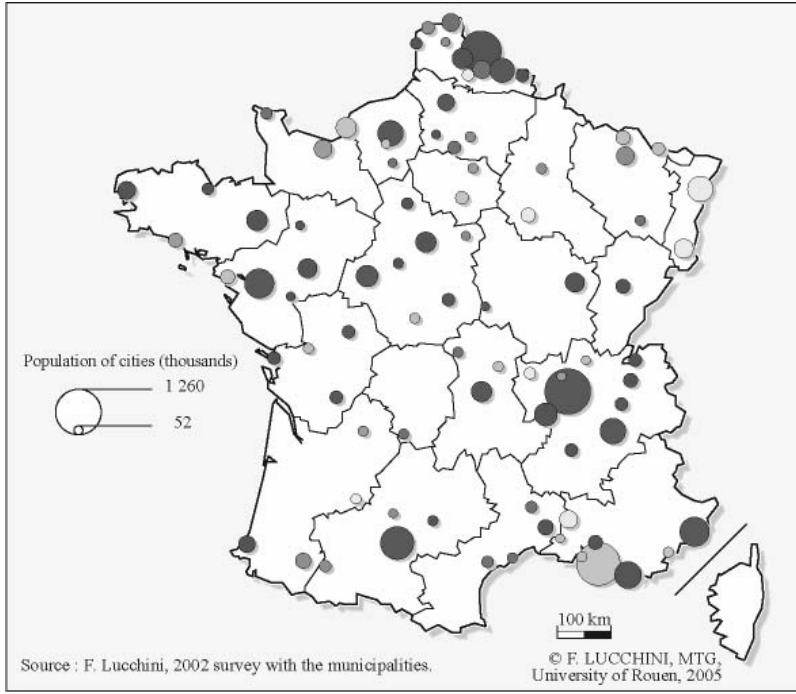 Population of cities (thousands)
1 260
52
100 km
Source : F. Lucchini, 2002 survey with the municipalities.
© F. LUCCHINI, MTG,
University of Rouen, 2005